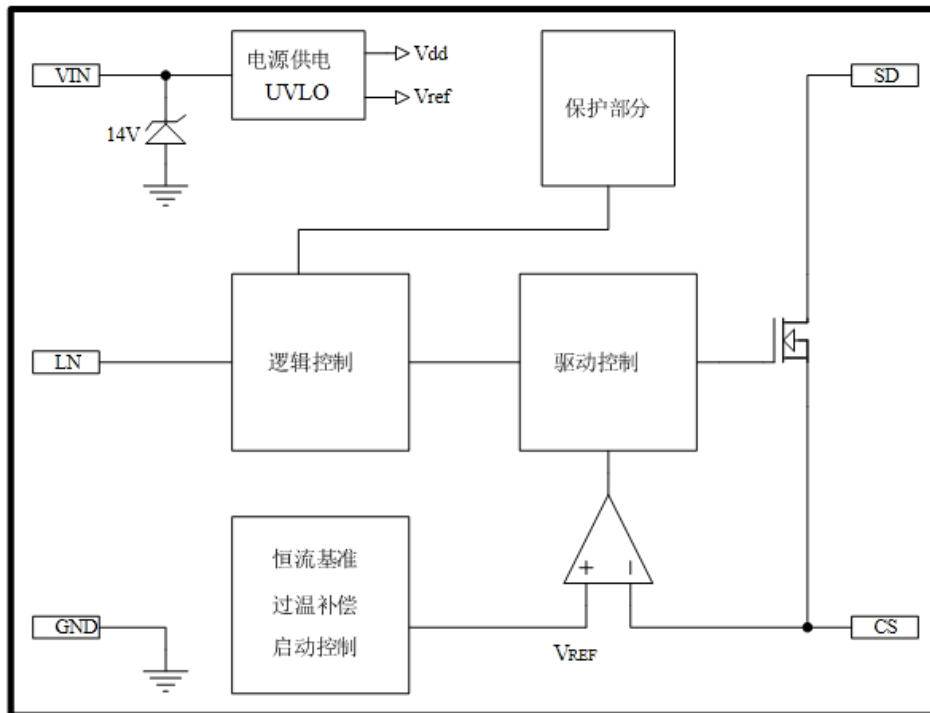 VIN
电源供电
UVLO
Vdd
Vref
14V
保护部分
SD
LN
逻辑控制
驱动控制
恒流基准
过温补偿
启动控制
+
−
VREF
GND
CS